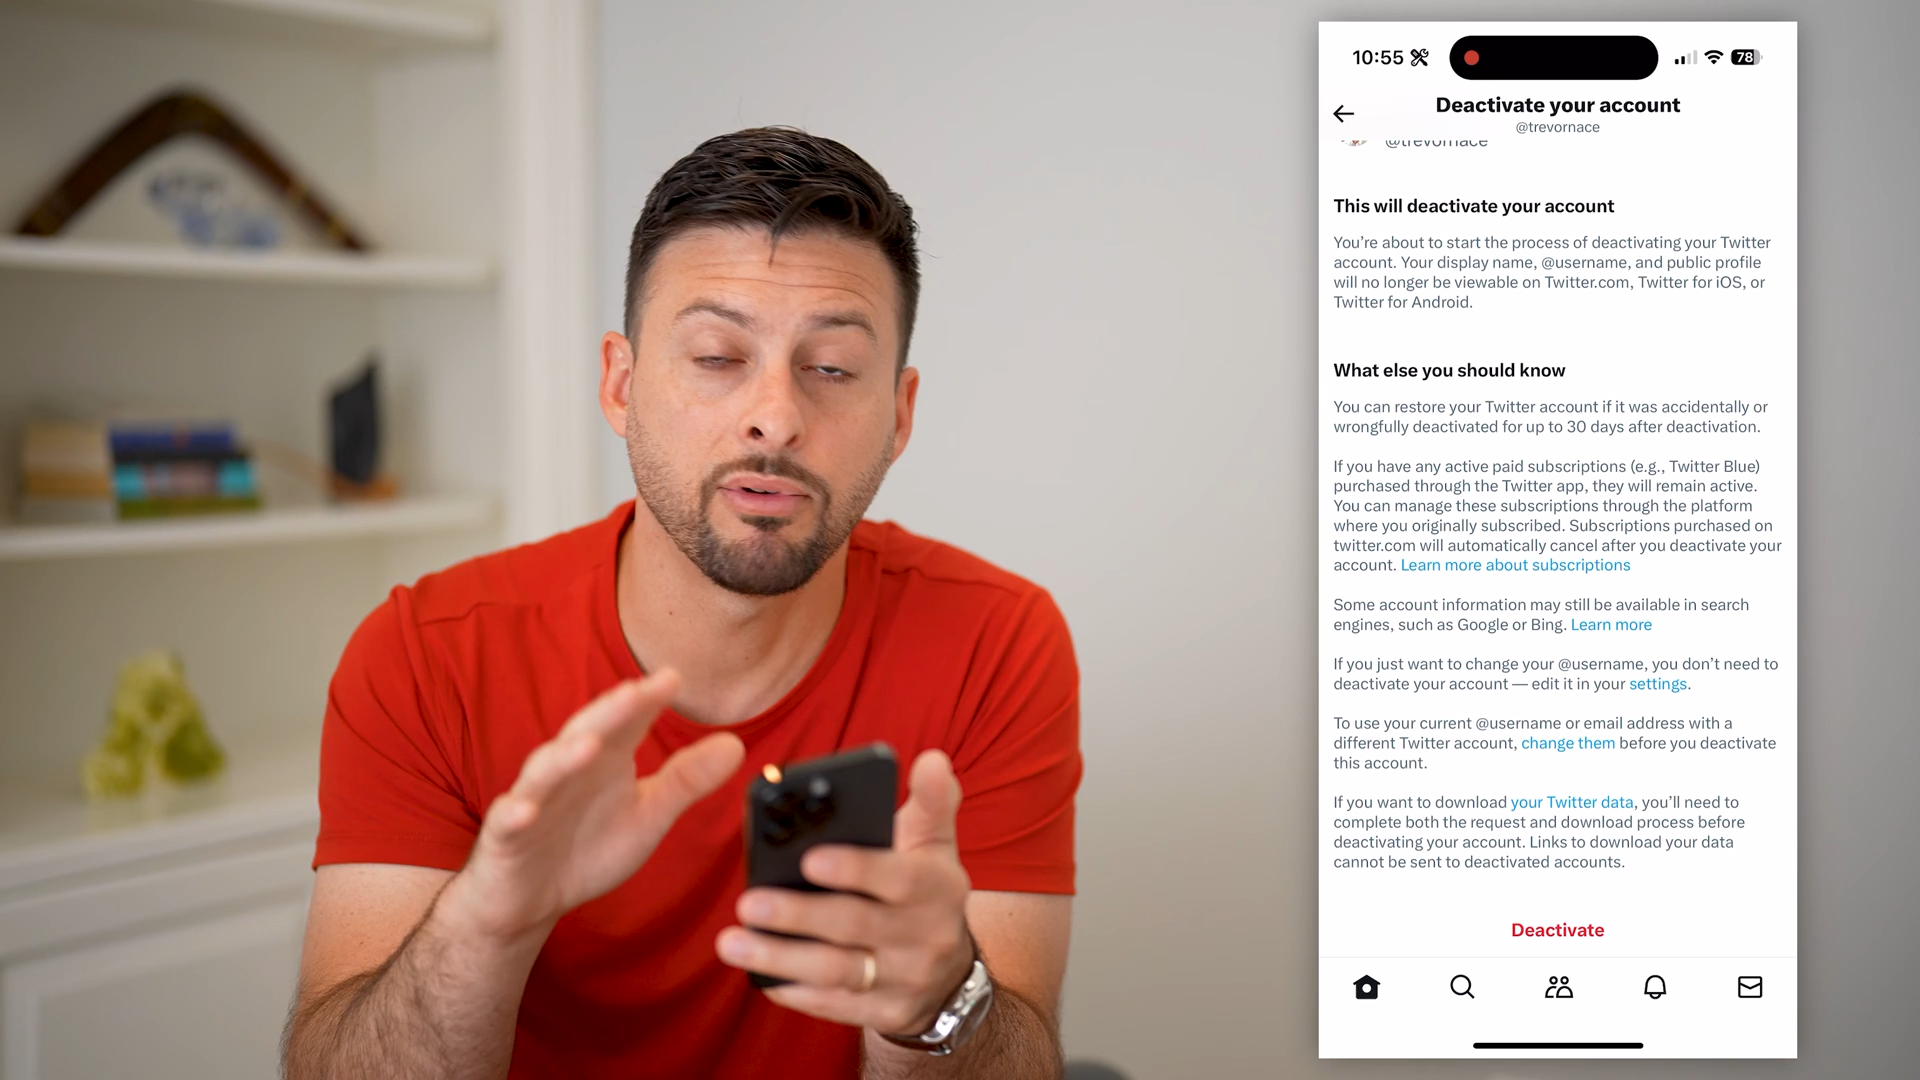 10:55
78
Deactivate your account
@trevornace
@trevornace
This will deactivate your account
You’re about to start the process of deactivating your Twitter
account. Your display name, @username, and public profile
will no longer be viewable on Twitter.com, Twitter for iOS, or
Twitter for Android.
What else you should know
You can restore your Twitter account if it was accidentally or
wrongfully deactivated for up to 30 days after deactivation.
If you have any active paid subscriptions (e.g., Twitter Blue)
purchased through the Twitter app, they will remain active.
You can manage these subscriptions through the platform
where you originally subscribed. Subscriptions purchased on
twitter.com will automatically cancel after you deactivate your
account. Learn more about subscriptions
Some account information may still be available in search
engines, such as Google or Bing. Learn more
If you just want to change your @username, you don’t need to
deactivate your account — edit it in your settings.
To use your current @username or email address with a
different Twitter account, change them before you deactivate
this account.
If you want to download your Twitter data, you’ll need to
complete both the request and download process before
deactivating your account. Links to download your data
cannot be sent to deactivated accounts.
Deactivate